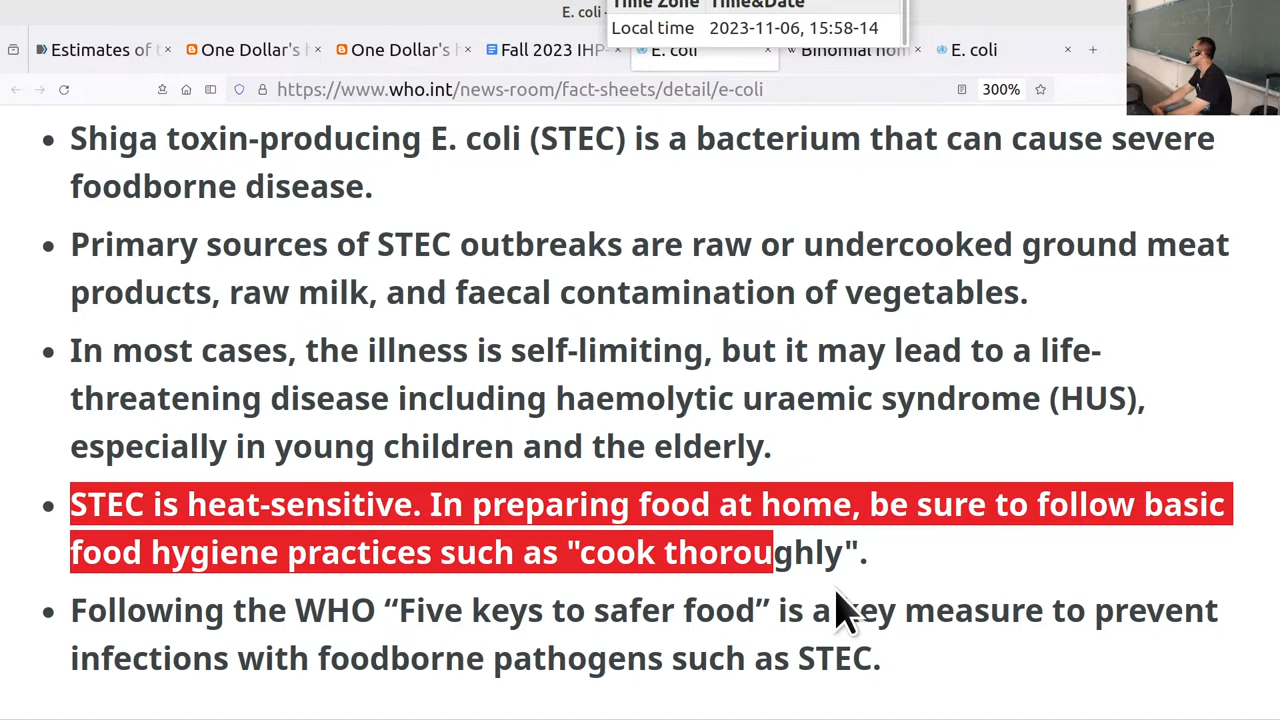 E. coli
Time Zone Time&Date
Local time 2023-11-06, 15:58-14
Estimates of t
One Dollar's
One Dollar's h
Fall 2023 IHP-
E. coli
Binomial nom
E. coli
https://www.who.int/news-room/fact-sheets/detail/e-coli
300%
• Shiga toxin-producing E. coli (STEC) is a bacterium that can cause severe
foodborne disease.
• Primary sources of STEC outbreaks are raw or undercooked ground meat
products, raw milk, and faecal contamination of vegetables.
• In most cases, the illness is self-limiting, but it may lead to a life-
threatening disease including haemolytic uraemic syndrome (HUS),
especially in young children and the elderly.
• STEC is heat-sensitive. In preparing food at home, be sure to follow basic
food hygiene practices such as "cook thoroughly".
• Following the WHO “Five keys to safer food” is a key measure to prevent
infections with foodborne pathogens such as STEC.